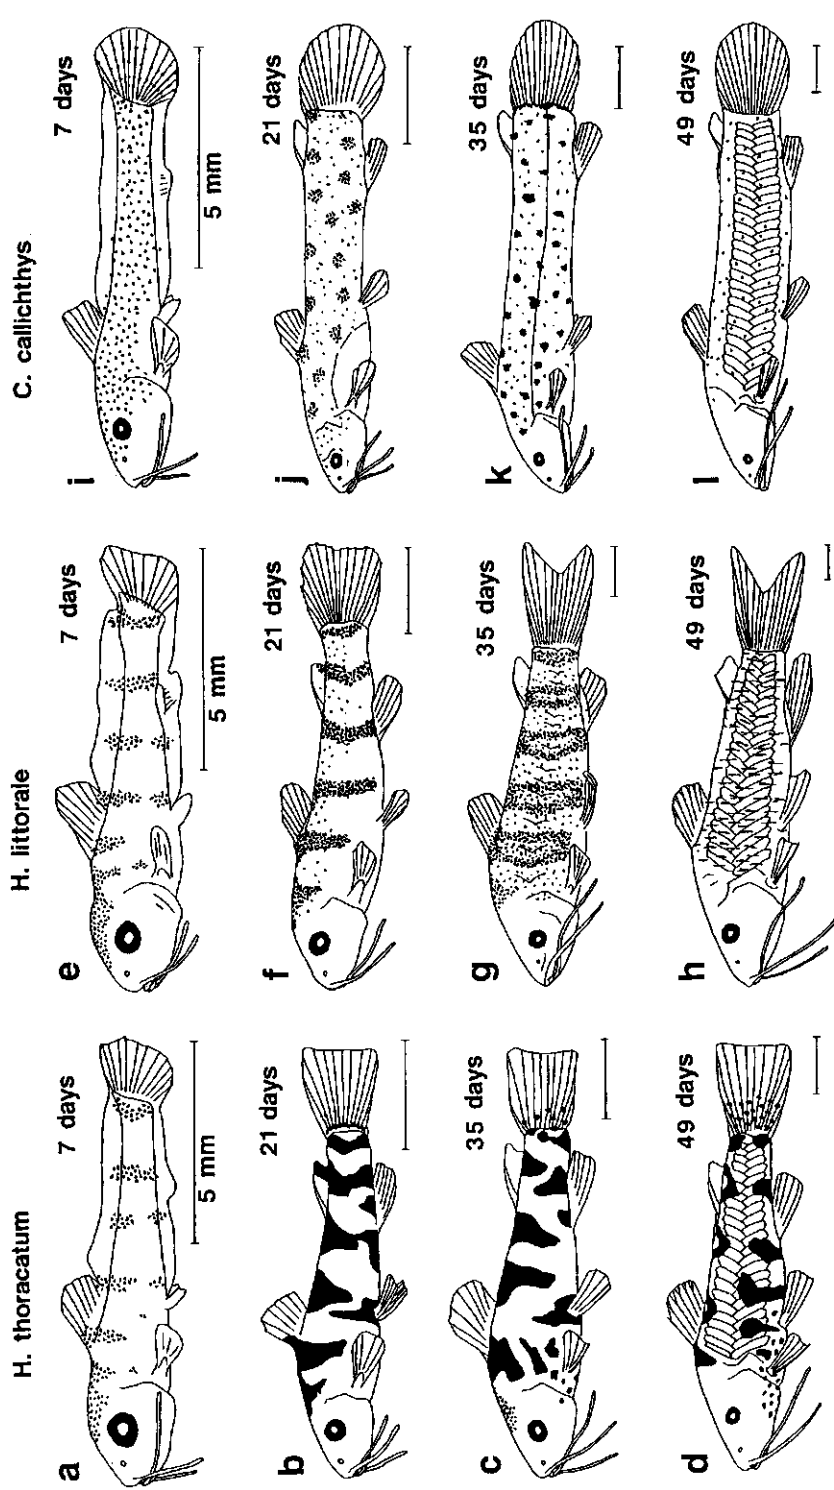 H. thoracatum
H. littorale
C. callichthys
a
7 days
5 mm
e
7 days
5 mm
i
7 days
5 mm
b
21 days
f
21 days
j
21 days
c
35 days
g
35 days
k
35 days
d
49 days
h
49 days
l
49 days